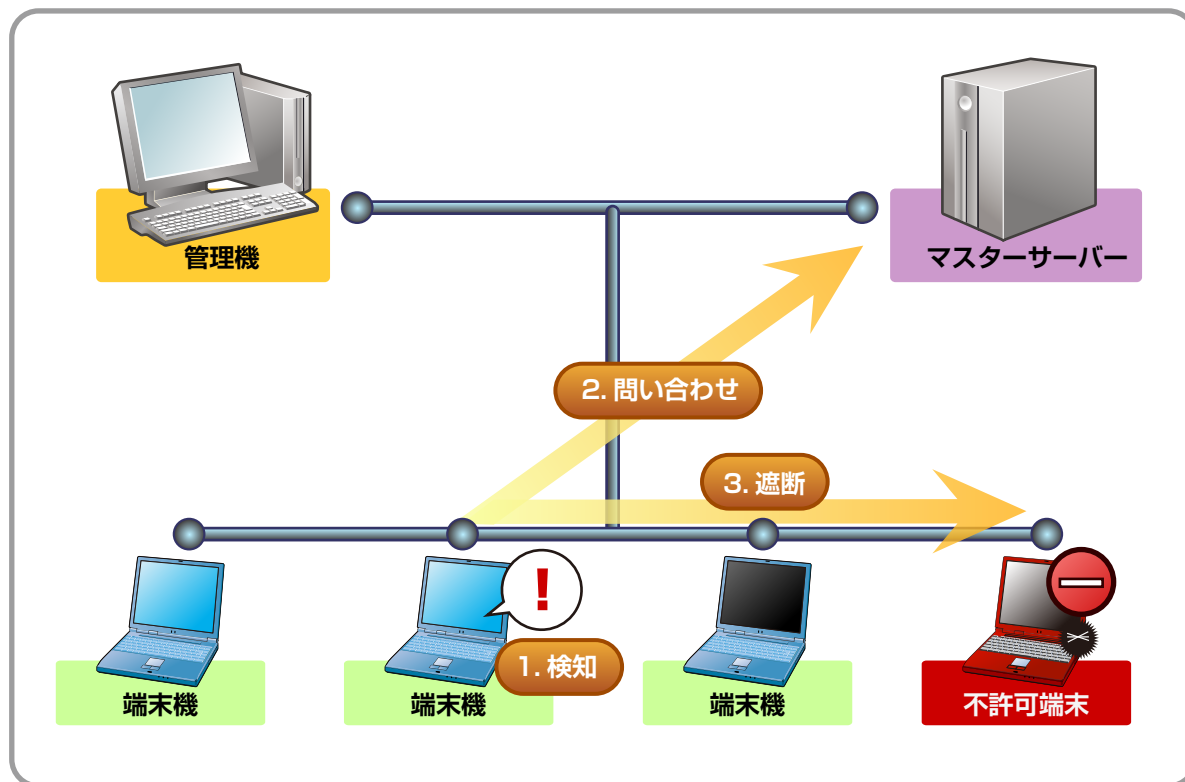 管理機
マスターサーバー
2. 問い合わせ
3. 遮断
!
1. 検知
端末機
端末機
端末機
不許可端末